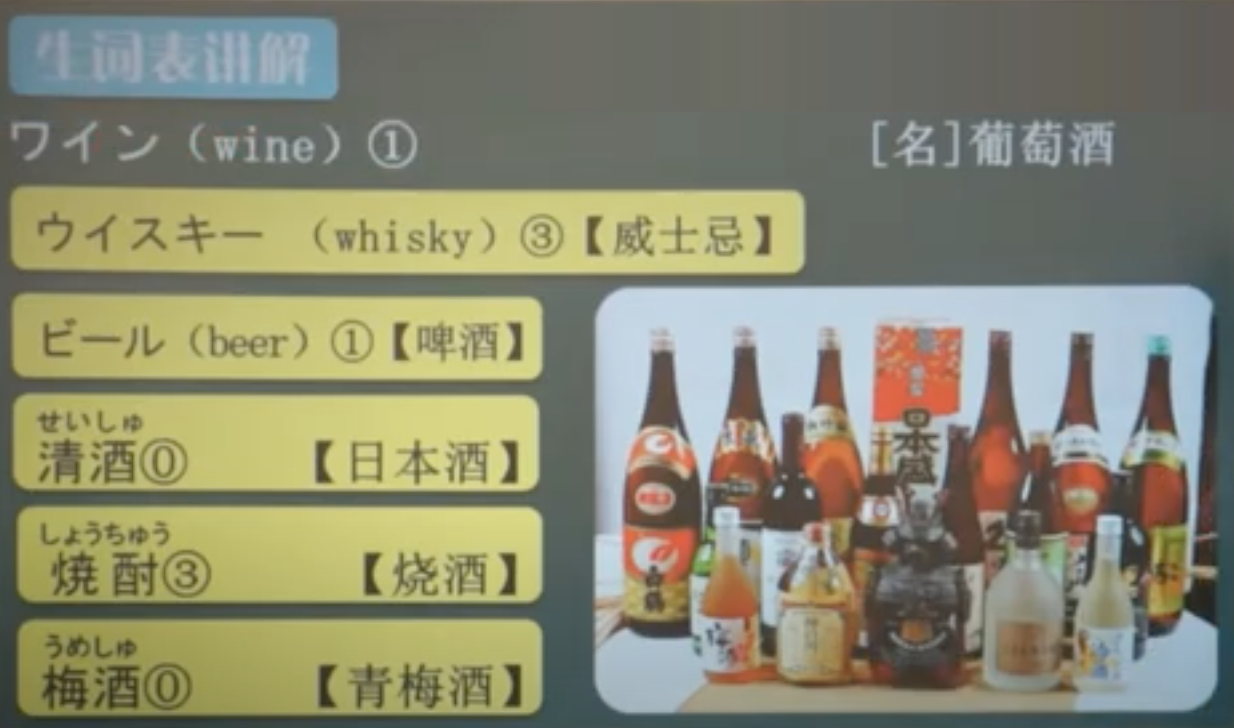 生词表讲解
ワイン（wine）① [名]葡萄酒
ウイスキー （whisky）③【威士忌】
ビール（beer）①【啤酒】
せいしゅ
清酒⓪ 【日本酒】
しょうちゅう
焼酎③ 【烧酒】
うめしゅ
梅酒⓪ 【青梅酒】
日本盛
白鶴